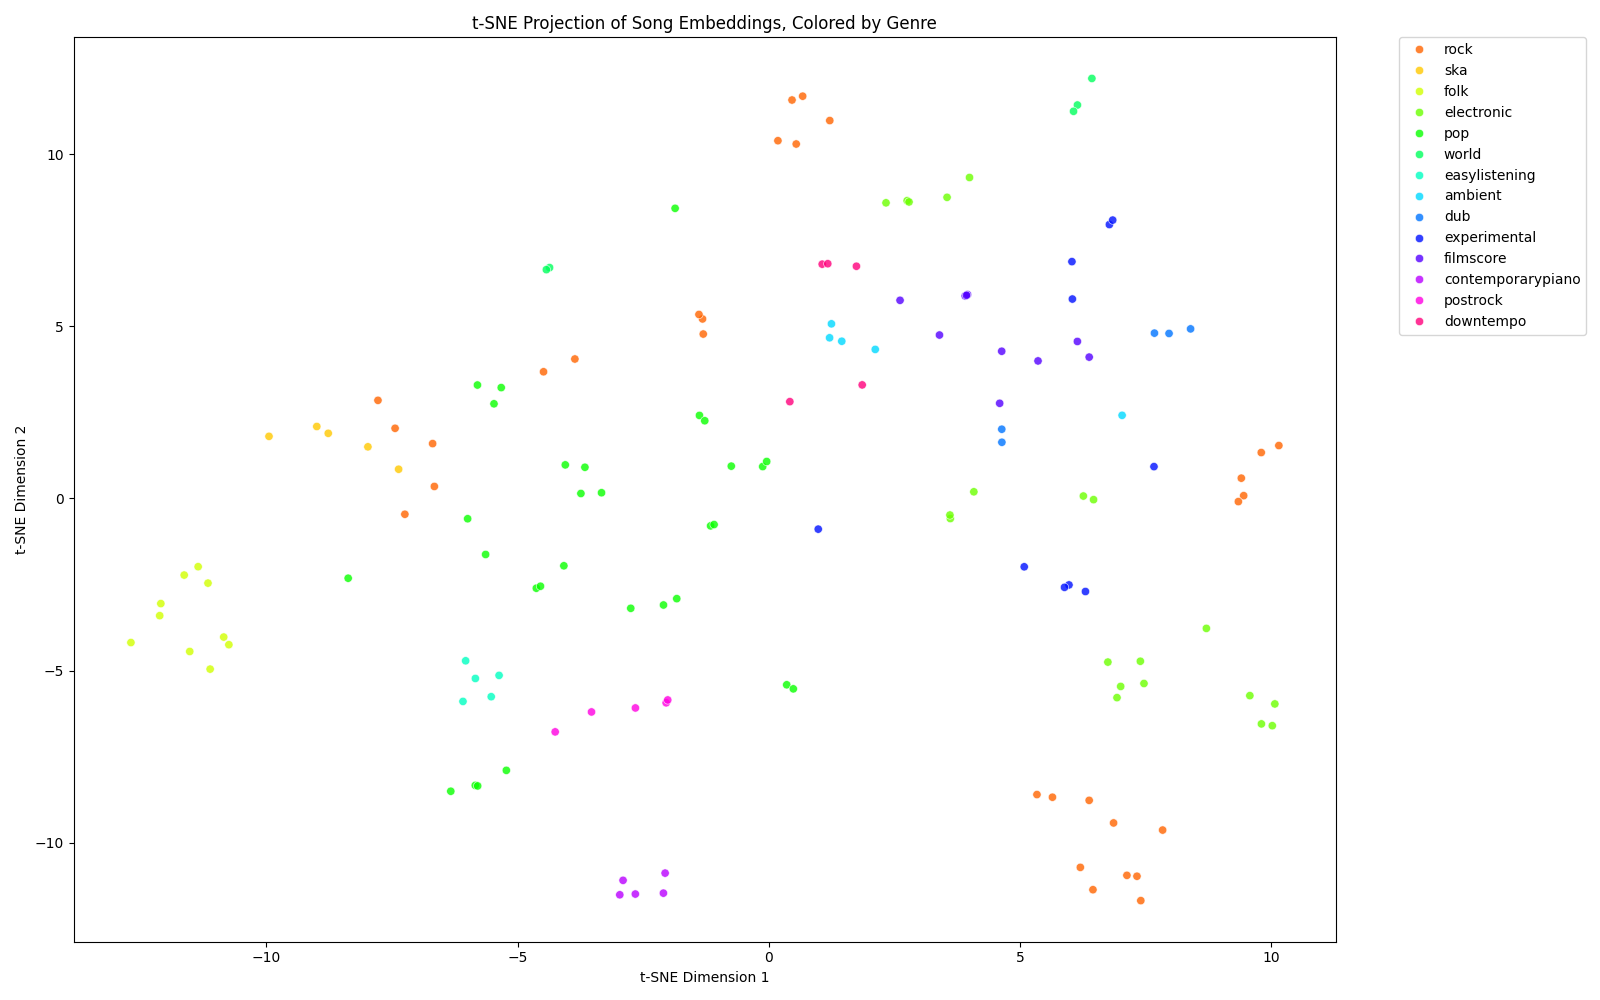 t-SNE Projection of Song Embeddings, Colored by Genre
rock
ska
folk
electronic
pop
world
easylistening
ambient
dub
experimental
filmscore
contemporarypiano
postrock
downtempo
10
5
0
−5
−10
t-SNE Dimension 2
−10 −5 0 5 10
t-SNE Dimension 1